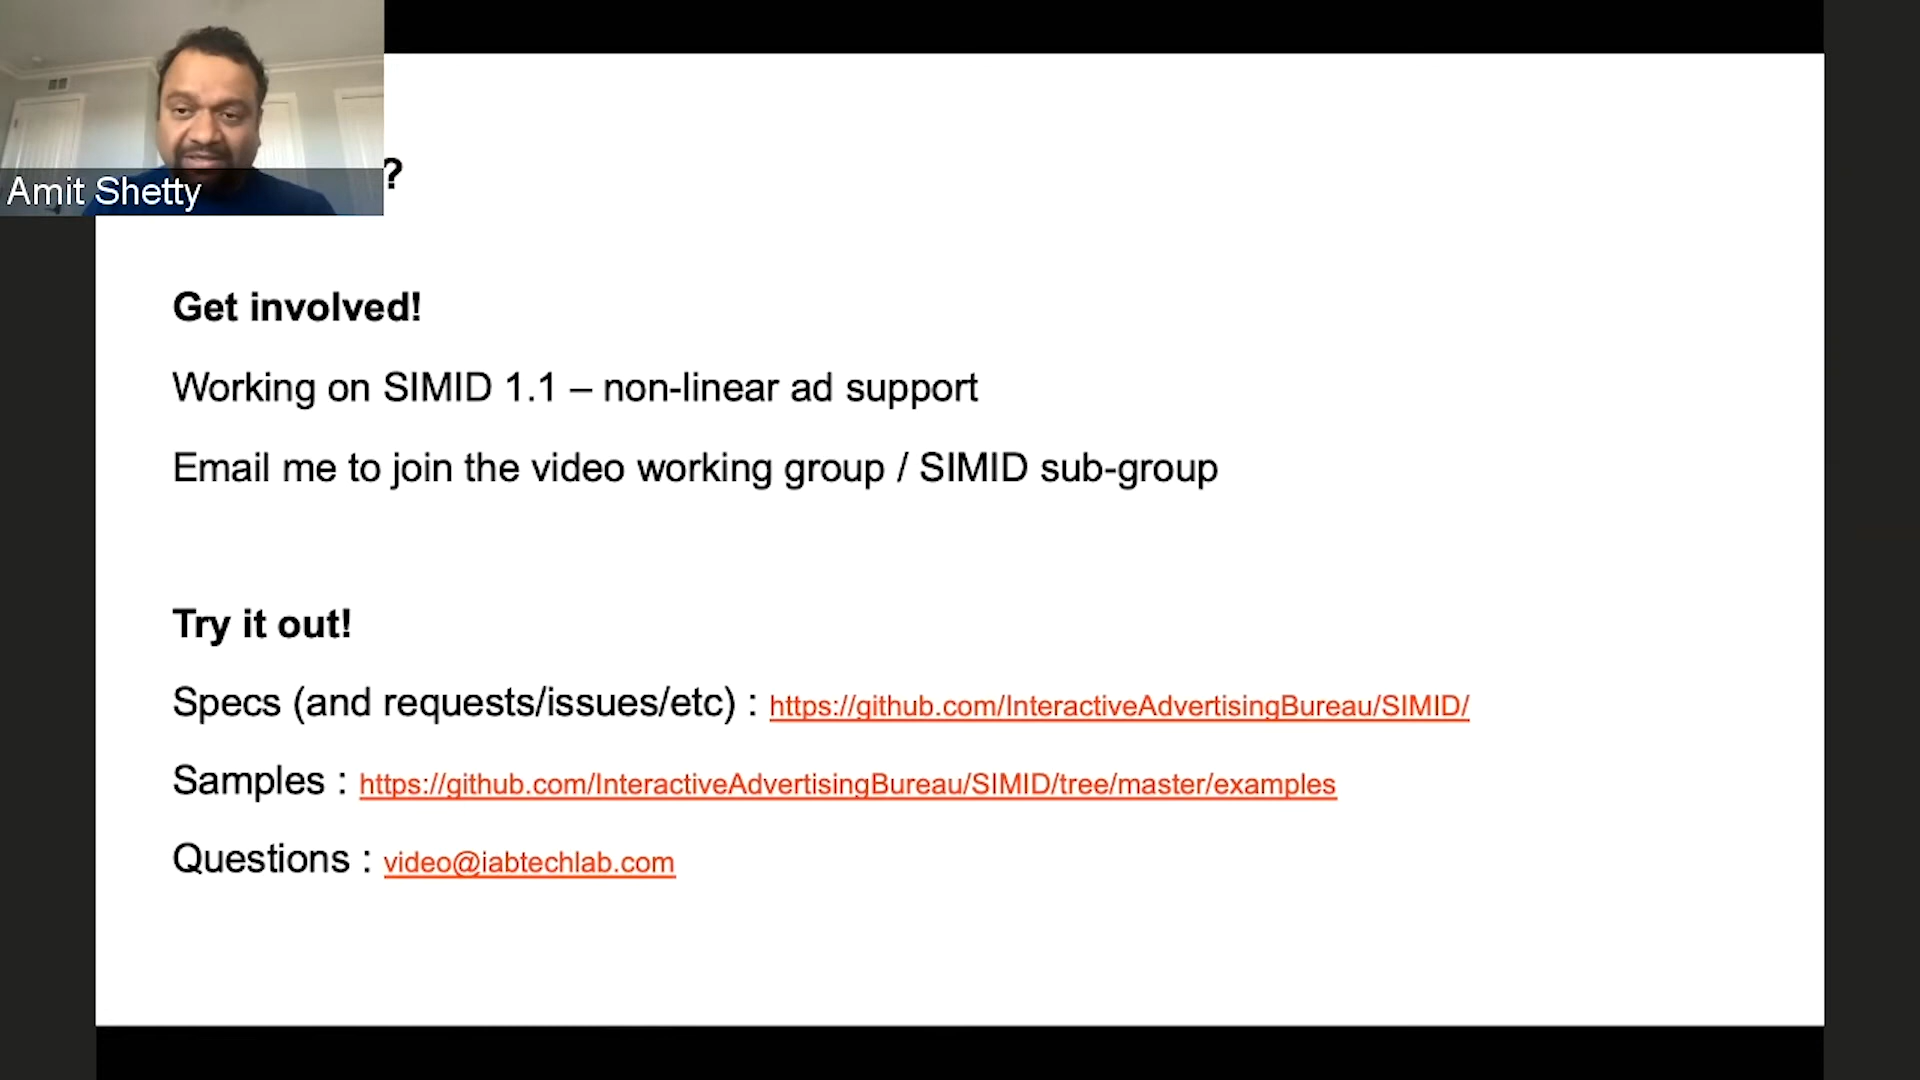 Amit Shetty
?
Get involved!
Working on SIMID 1.1 – non-linear ad support
Email me to join the video working group / SIMID sub-group
Try it out!
Specs (and requests/issues/etc) : https://github.com/InteractiveAdvertisingBureau/SIMID/
Samples : https://github.com/InteractiveAdvertisingBureau/SIMID/tree/master/examples
Questions : video@iabtechlab.com